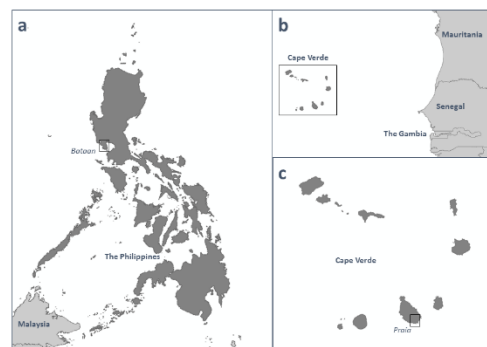 a
Bataan
The Philippines
Malaysia
b
Cape Verde
Mauritania
Senegal
The Gambia
c
Cape Verde
Praia